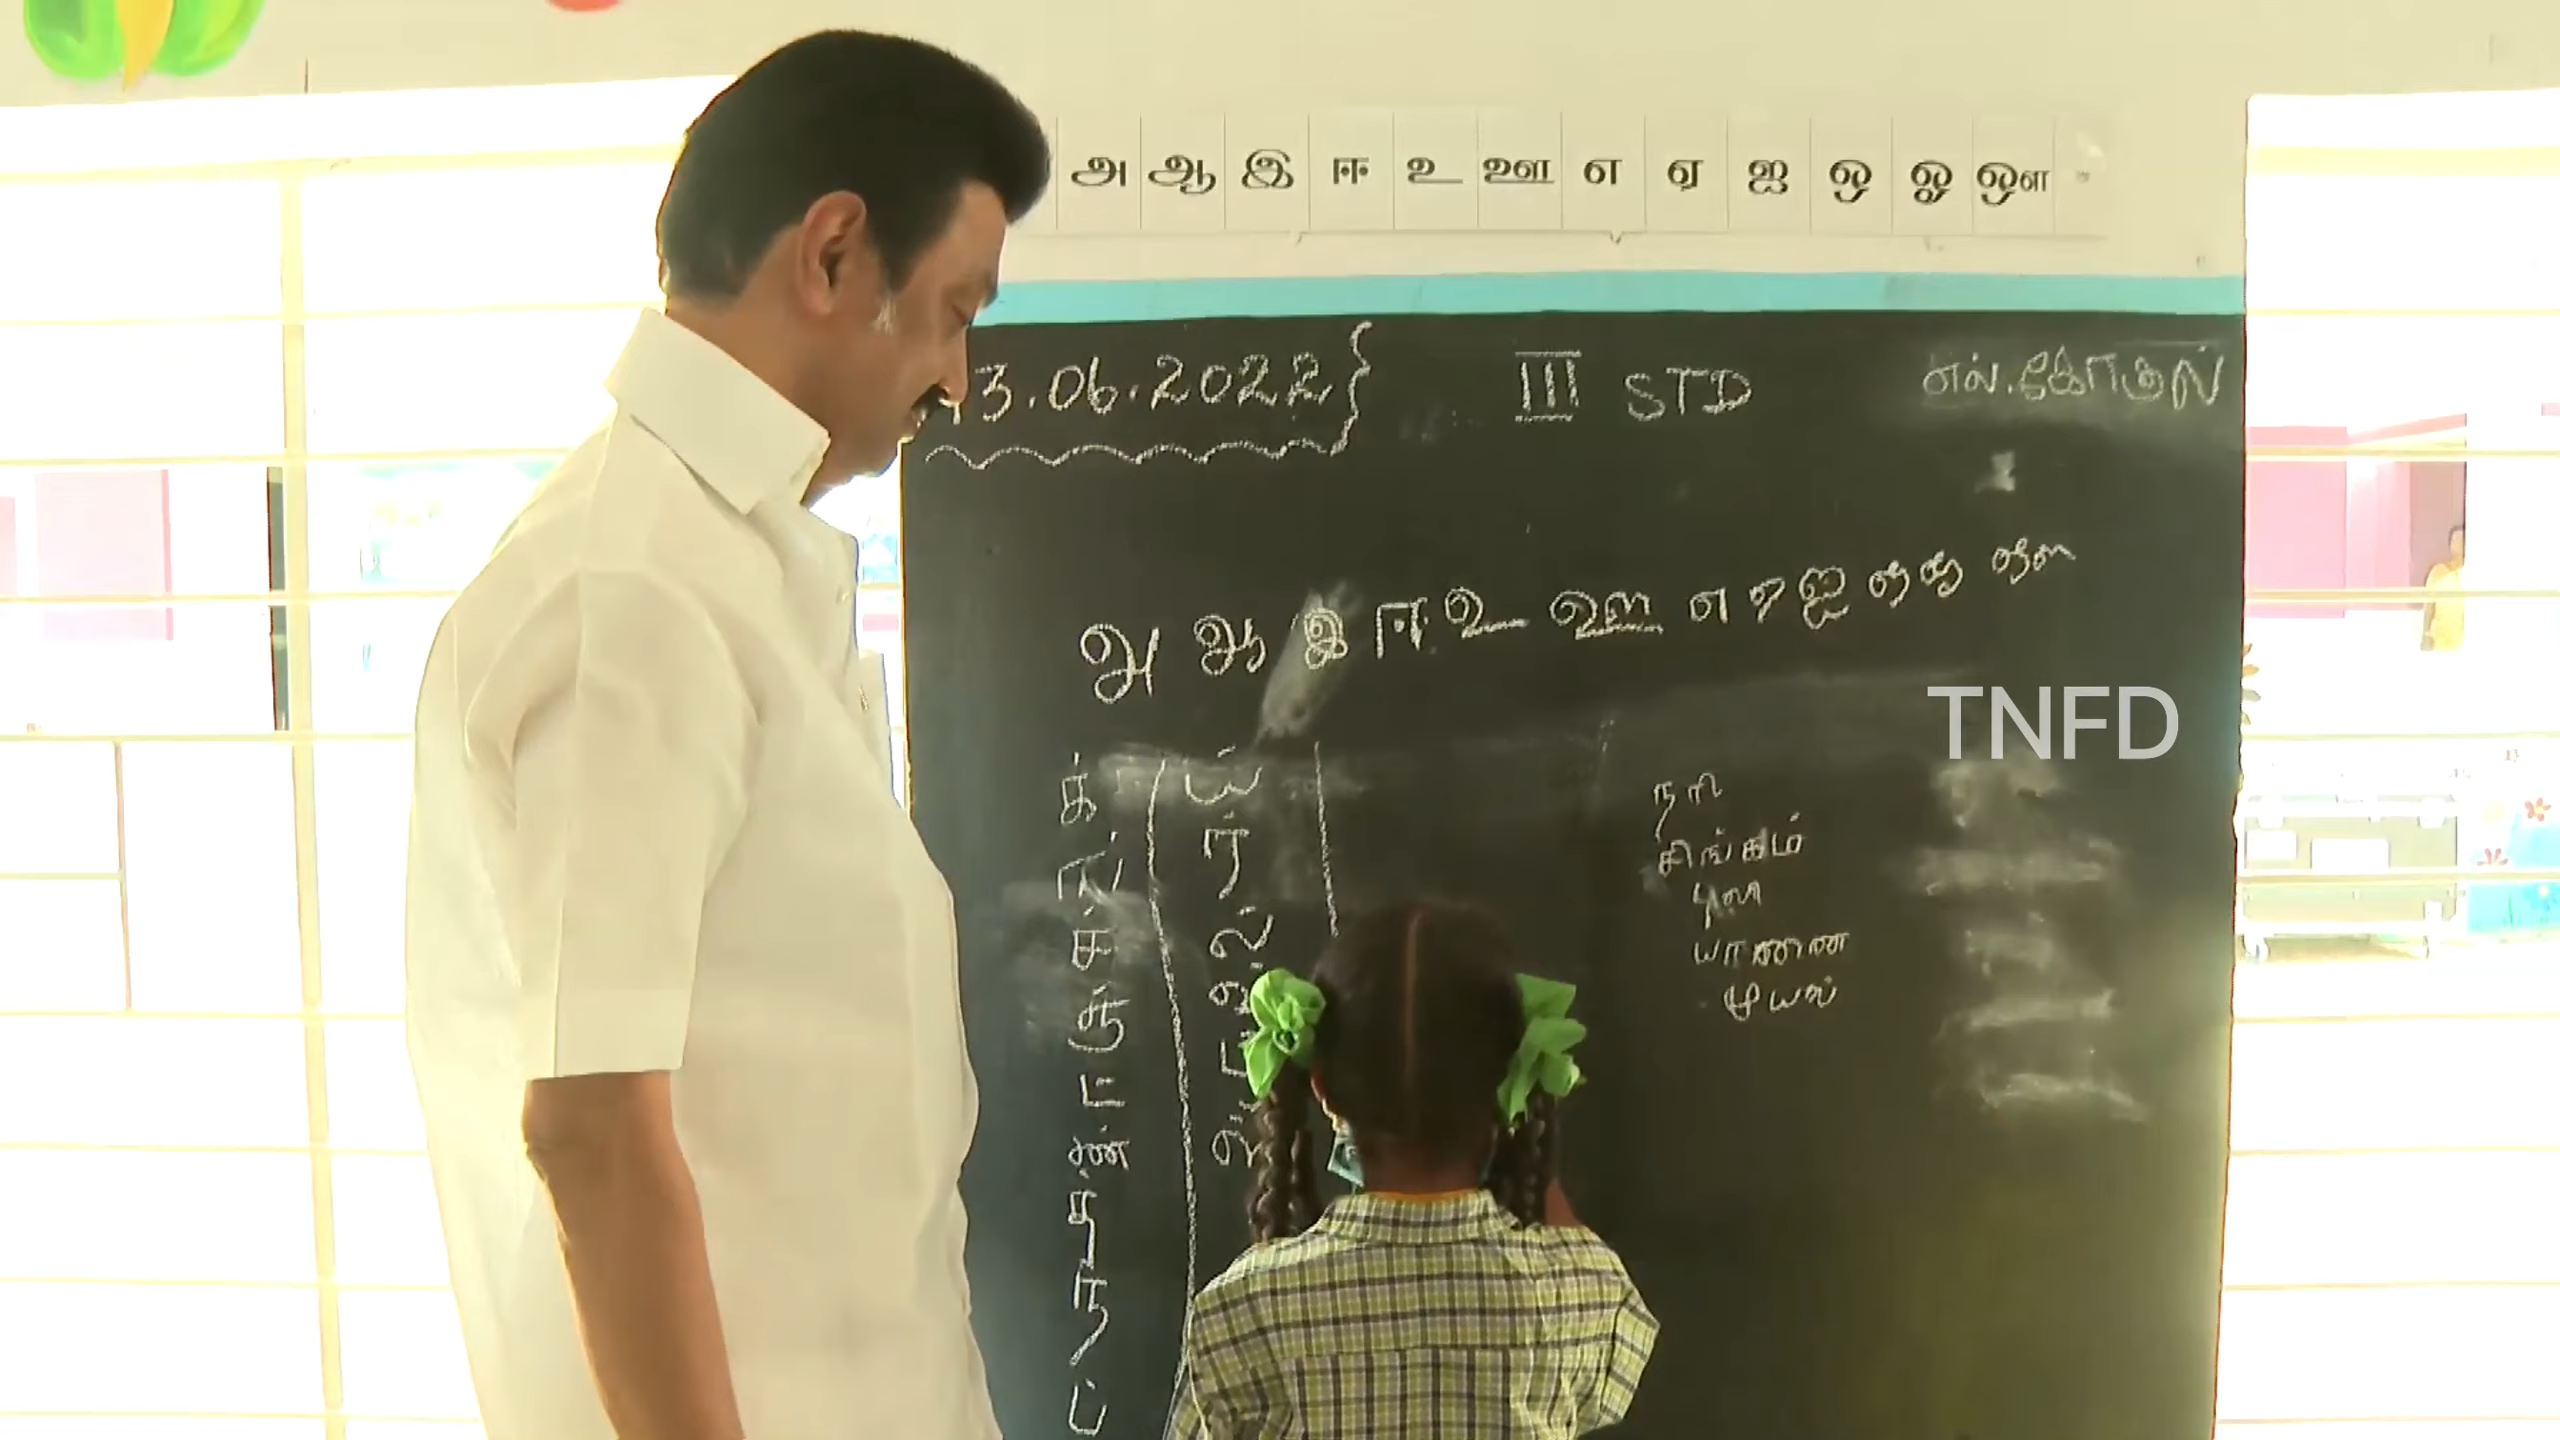 அ ஆ இ ஈ உ ஊ எ ஏ ஐ ஒ ஓ ஔ
3.06.2022
III STD
எல்.கோகுல்
அ ஆ இ ஈ உ ஊ எ ஏ ஐ ஒ ஓ ஔ
TNFD
க் ய்
ங் ர்
ச் ல்
ஞ்
ட்
ண்
த்
ந்
ப்
நரி
சிங்கம்
முயல்